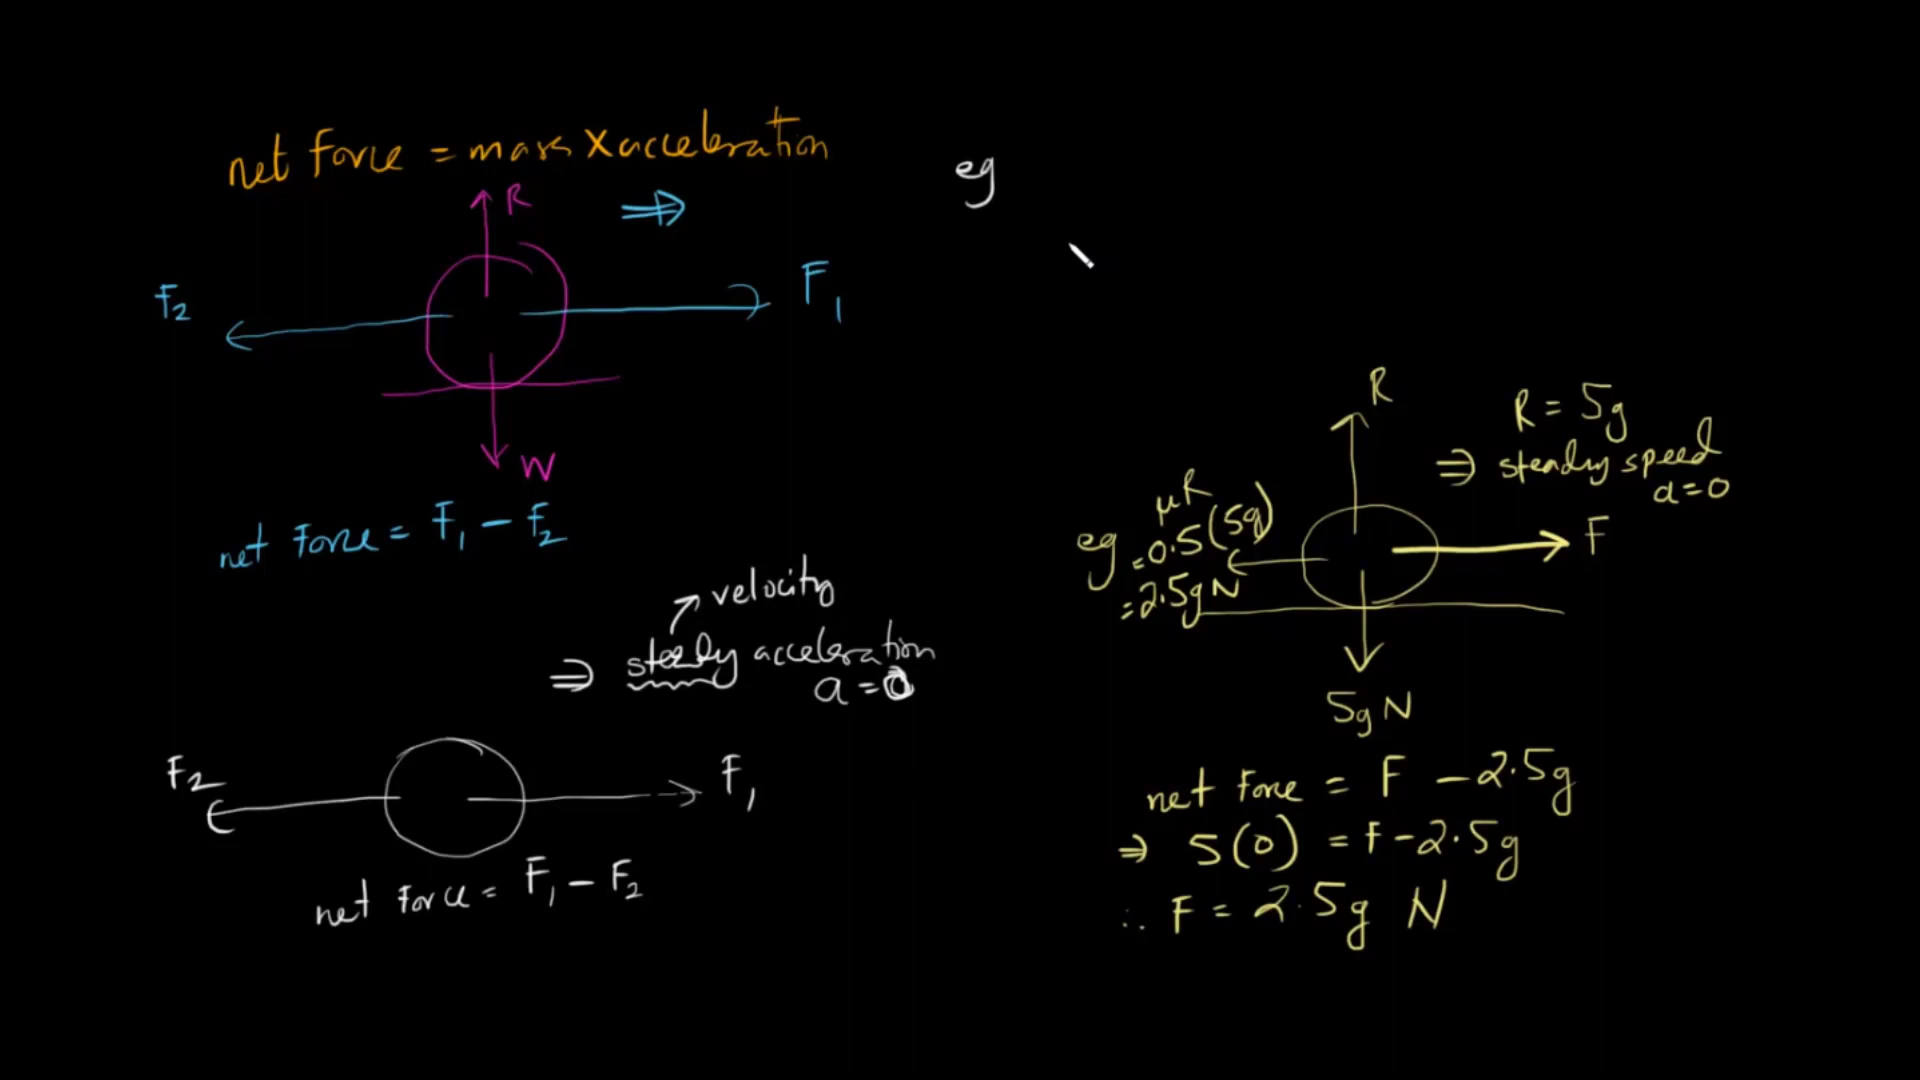 net Force = mass × acceleration
R
F₂
F₁
W
net Force = F₁ − F₂
velocity
⇒ steady acceleration
a = 0
F₂
F₁
net Force = F₁ − F₂
eg
R
R = 5g
⇒ steady speed
a = 0
eg
μR
= 0.5(5g)
= 2.5g N
F
5g N
net Force = F − 2.5g
⇒ 5(0) = F − 2.5g
∴ F = 2.5g N